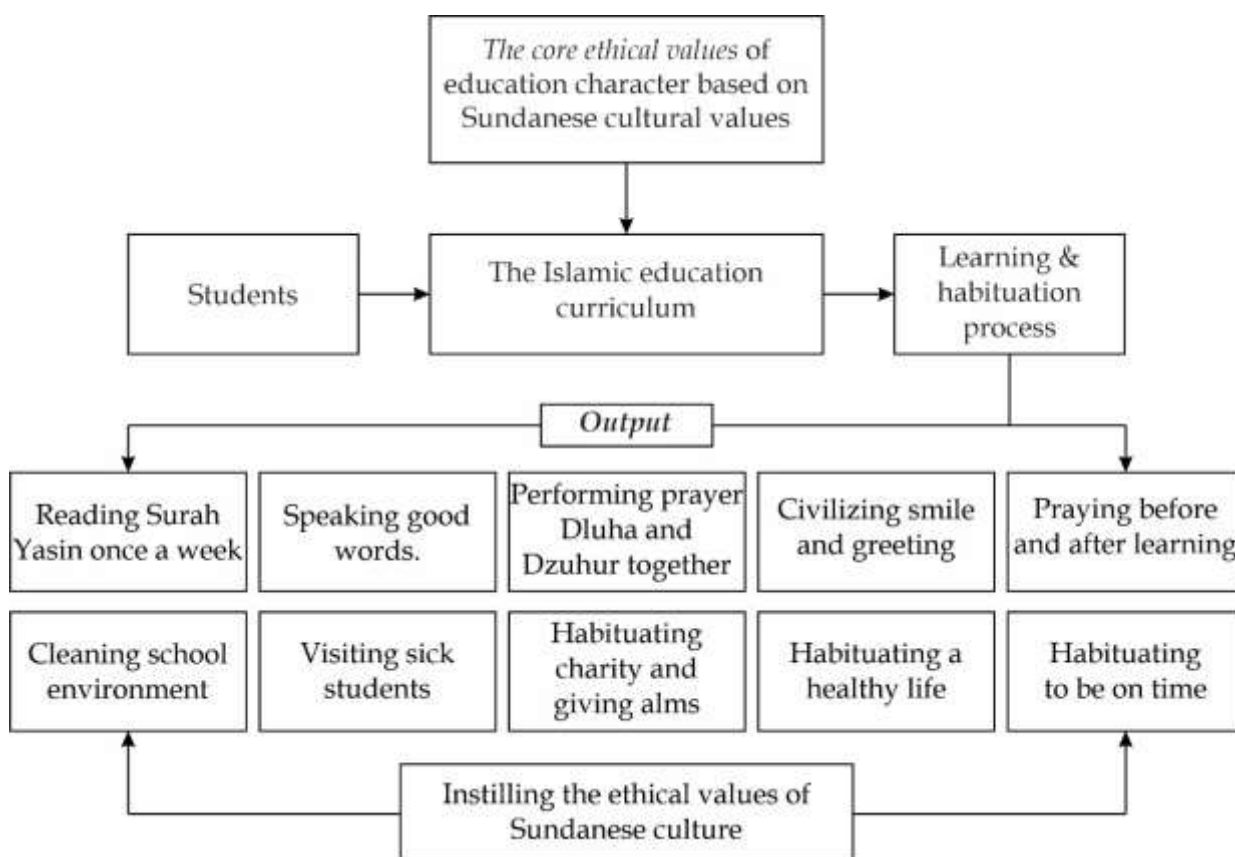 The core ethical values of
education character based on
Sundanese cultural values
Students
The Islamic education
curriculum
Learning &
habituation
process
Output
Reading Surah
Yasin once a week
Speaking good
words.
Performing prayer
Dluha and
Dzuhur together
Civilizing smile
and greeting
Praying before
and after learning
Cleaning school
environment
Visiting sick
students
Habituating
charity and
giving alms
Habituating a
healthy life
Habituating
to be on time
Instilling the ethical values of
Sundanese culture